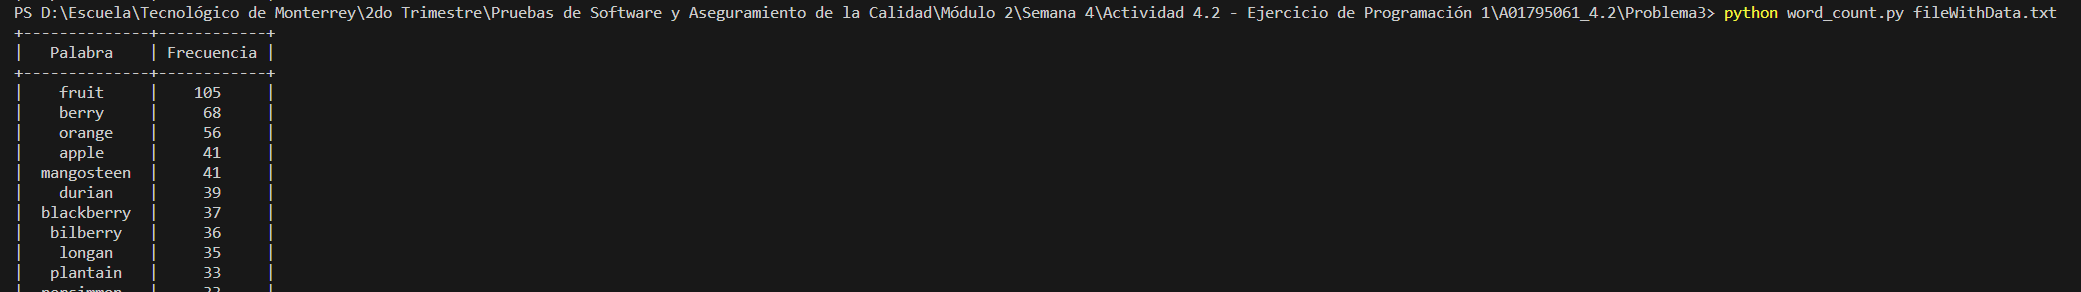 PS D:\Escuela\Tecnológico de Monterrey\2do Trimestre\Pruebas de Software y Aseguramiento de la Calidad\Módulo 2\Semana 4\Actividad 4.2 - Ejercicio de Programación 1\A01795061_4.2\Problema3> python word_count.py fileWithData.txt
+--------------+------------+
|   Palabra    | Frecuencia |
+--------------+------------+
|    fruit     |    105     |
|    berry     |     68     |
|    orange    |     56     |
|    apple     |     41     |
|  mangosteen  |     41     |
|    durian    |     39     |
|  blackberry  |     37     |
|   bilberry   |     36     |
|    longan    |     35     |
|   plantain   |     33     |
|  persimmon   |     33     |